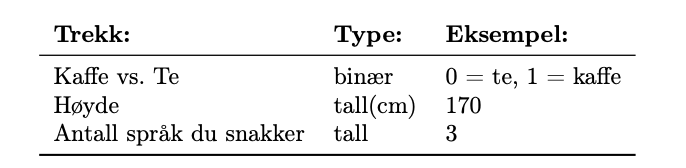 Trekk: Type: Eksempel:
Kaffe vs. Te binær 0 = te, 1 = kaffe
Høyde tall(cm) 170
Antall språk du snakker tall 3